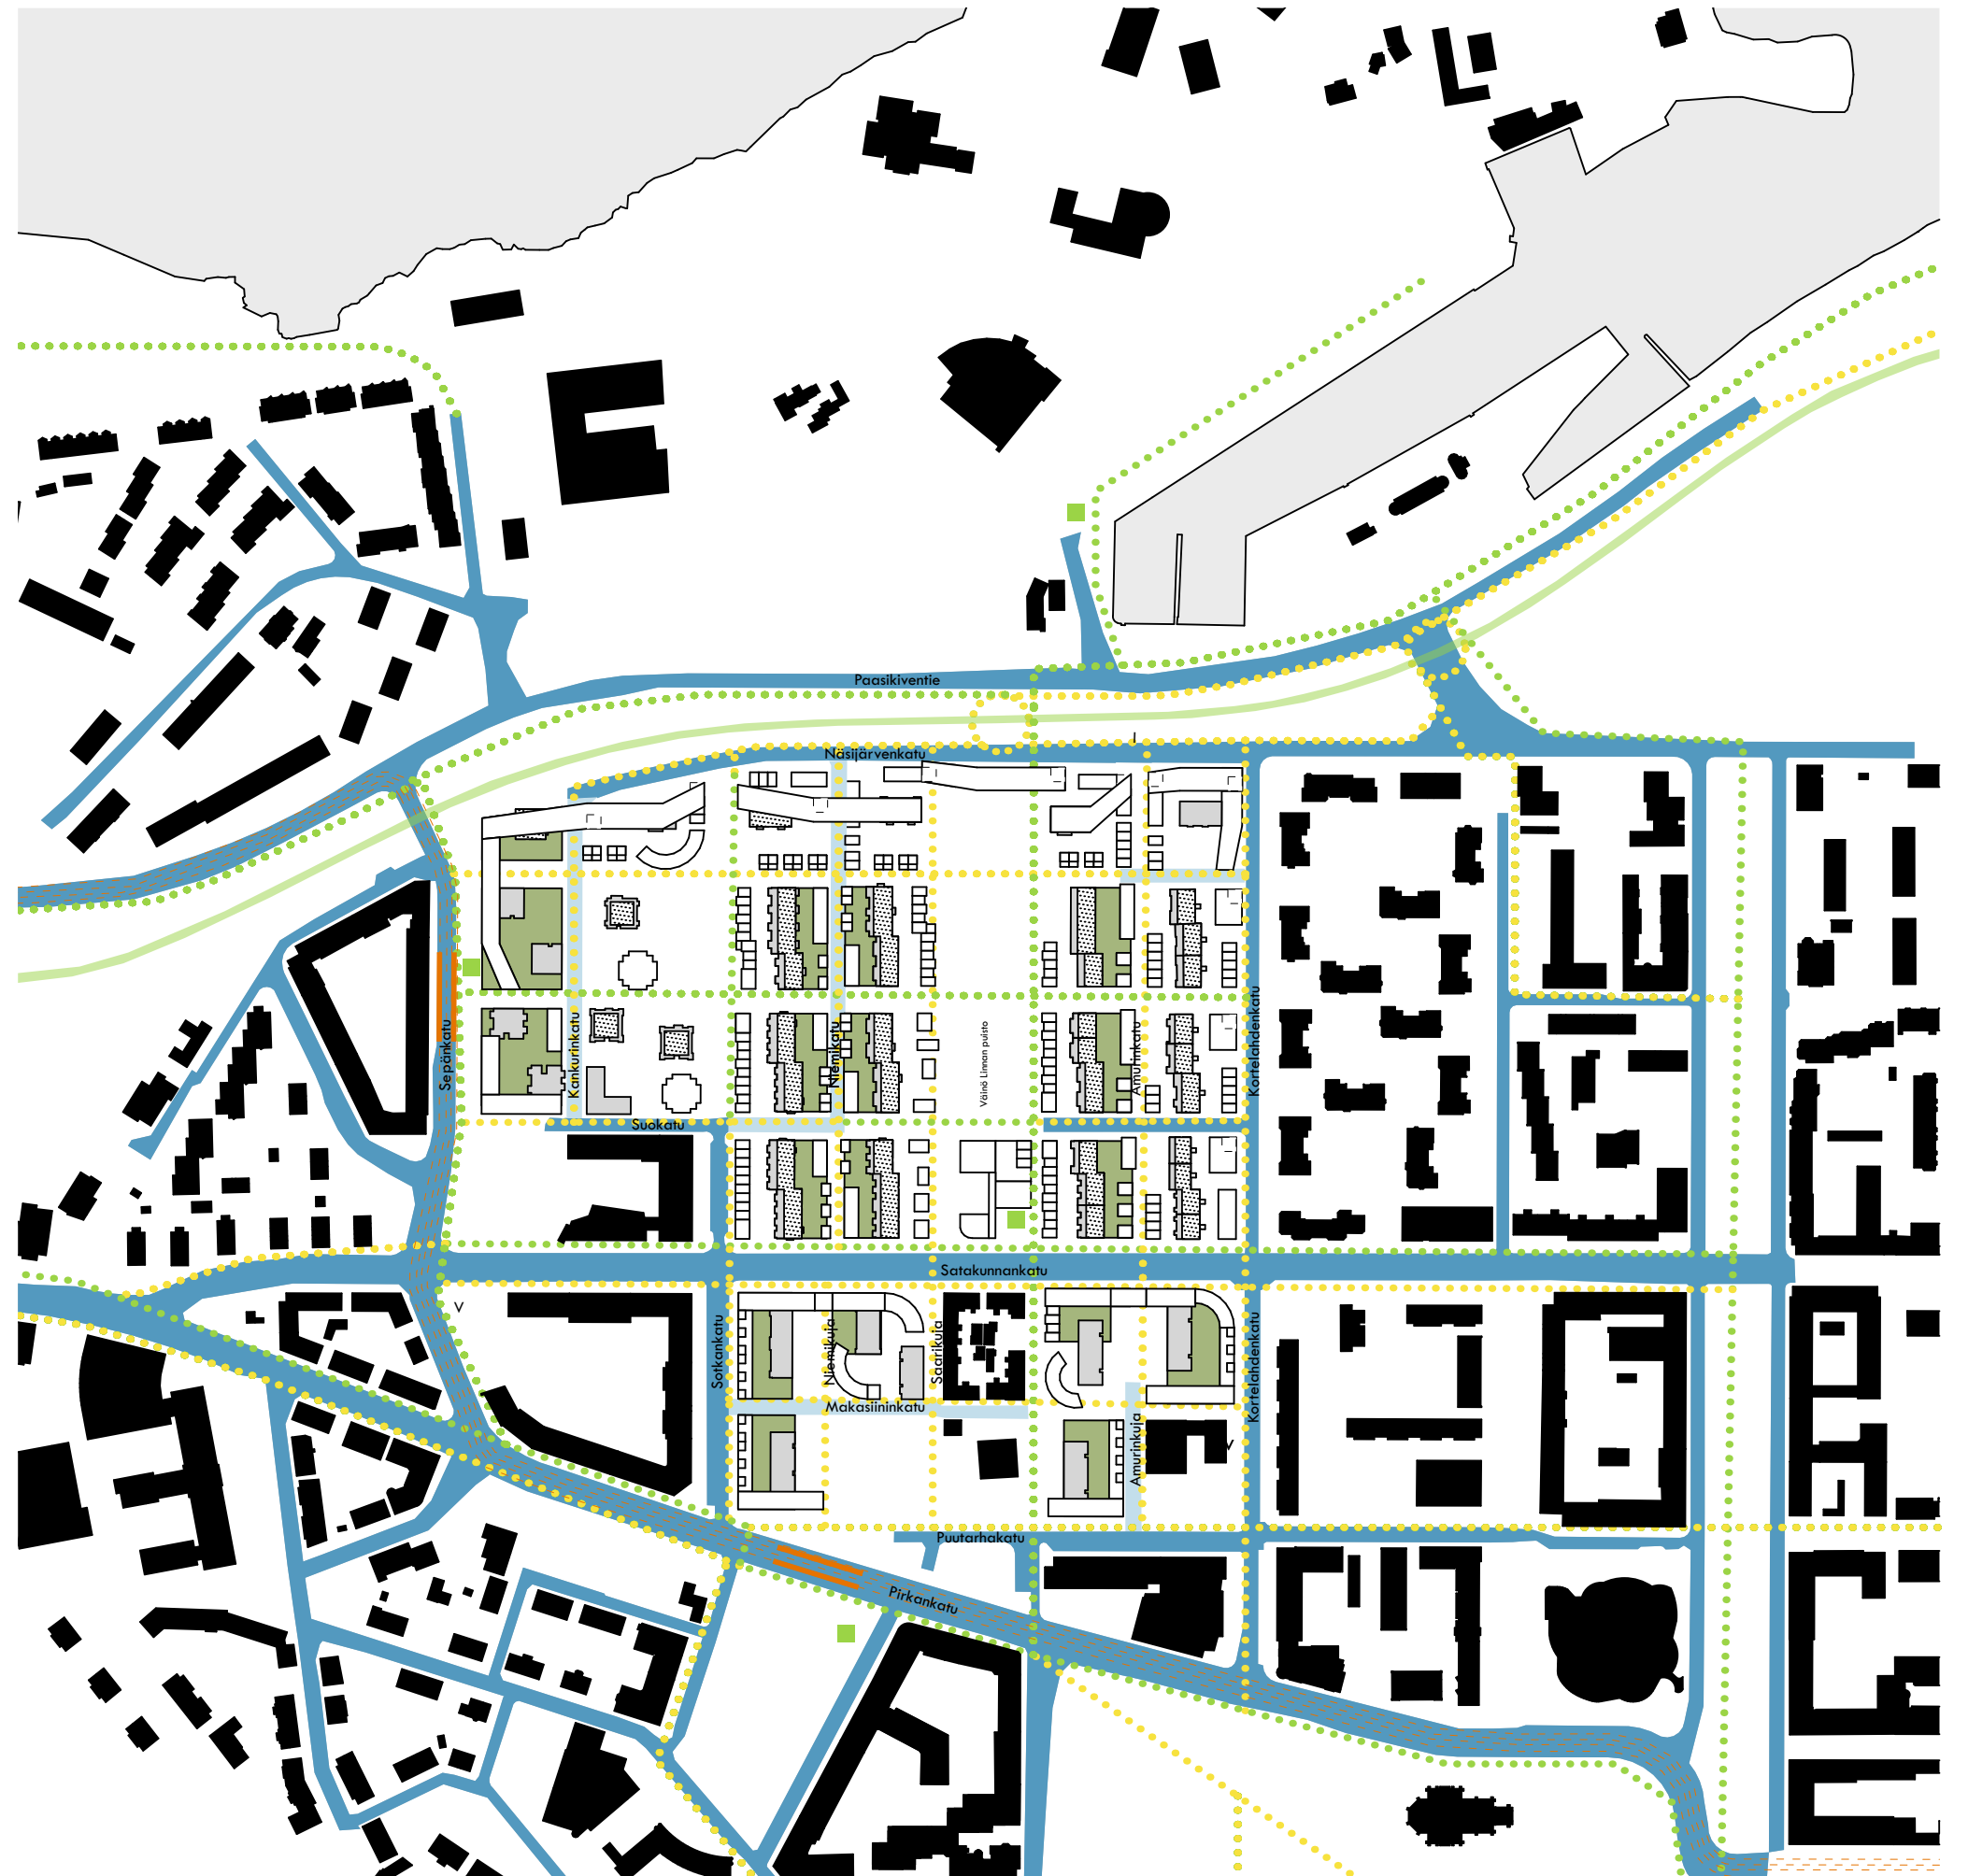 Paasikiventie
Näsijärvenkatu
Kortelahdenkatu
Sepänkatu
Kankurinkatu
Niemikatu
Väinö Linnan puisto
Amurinkatu
Suokatu
Satakunnankatu
V
Sotkankatu
Niemikuja
Saarikuja
Kortelahdenkatu
Makasiininkatu
Amurinkuja
V
Puutarhakatu
Pirkankatu